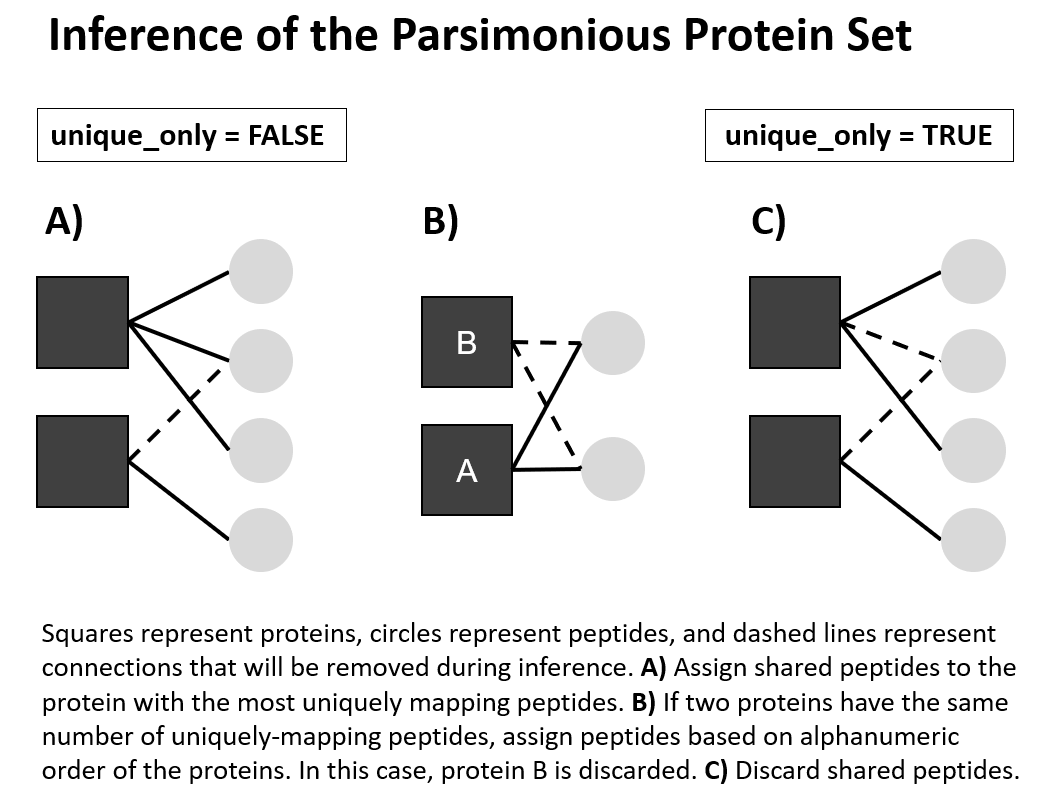 Inference of the Parsimonious Protein Set
unique_only = FALSE
unique_only = TRUE
A)
B)
C)
B
A
Squares represent proteins, circles represent peptides, and dashed lines represent
connections that will be removed during inference. A) Assign shared peptides to the
protein with the most uniquely mapping peptides. B) If two proteins have the same
number of uniquely-mapping peptides, assign peptides based on alphanumeric
order of the proteins. In this case, protein B is discarded. C) Discard shared peptides.